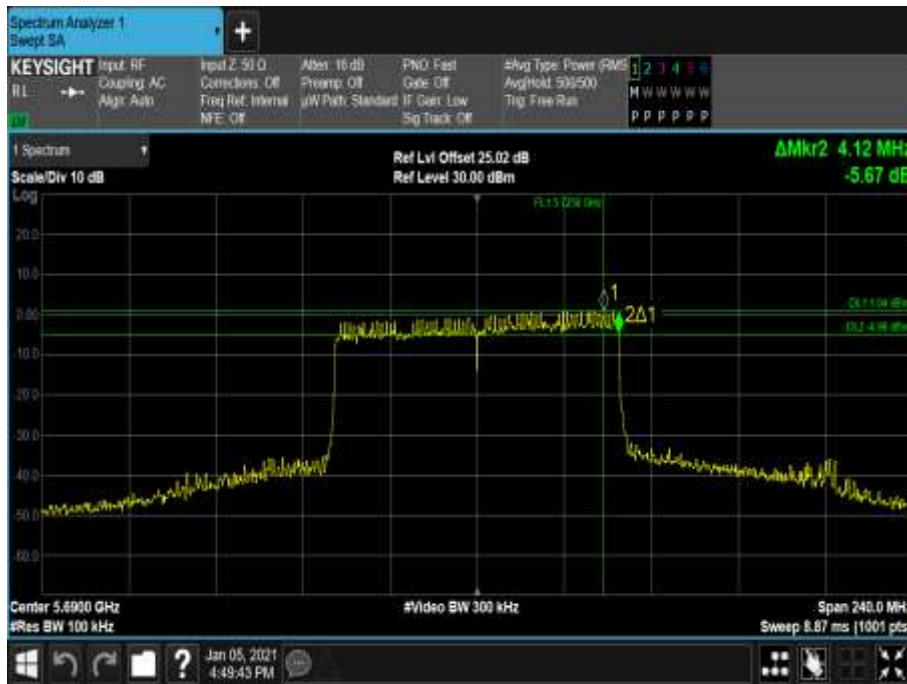 Spectrum Analyzer 1
Swept SA
+
KEYSIGHT Input: RF
RL
Coupling: AC
Align: Auto
Input Z: 50 Ω
Corrections: Off
Freq Ref: Internal
NFE: Off
Atten: 16 dB
Preamp: Off
µW Path: Standard
PNO: Fast
Gate: Off
IF Gain: Low
Sig Track: Off
#Avg Type: Power (RMS
Avg|Hold: 500/500
Trig: Free Run
1 2 3 4 5 6
M W W W W W
P P P P P P
1 Spectrum
Scale/Div 10 dB
Ref Lvl Offset 25.02 dB
Ref Level 30.00 dBm
ΔMkr2 4.12 MHz
-5.67 dB
Log
20.0
10.0
0.00
-10.0
-20.0
-30.0
-40.0
-50.0
-60.0
1
2Δ1
Center 5.6900 GHz
#Res BW 100 kHz
#Video BW 300 kHz
Span 240.0 MHz
Sweep 8.87 ms (1001 pts
?
Jan 05, 2021
4:49:43 PM